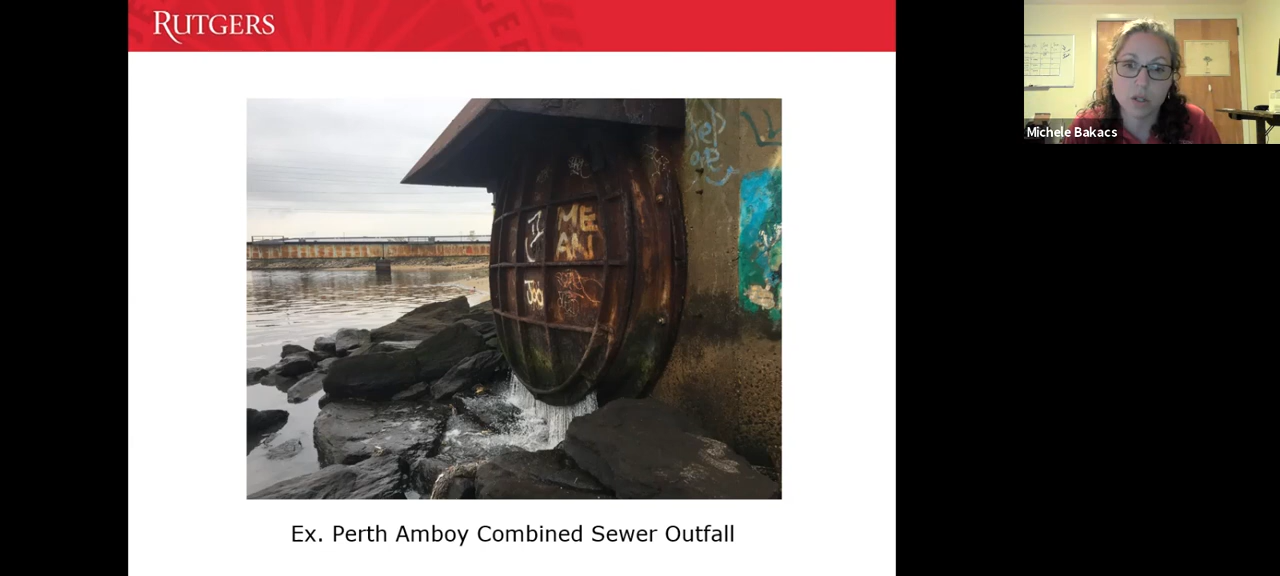 RUTGERS
Michele Bakacs
ME
AN
Ex. Perth Amboy Combined Sewer Outfall